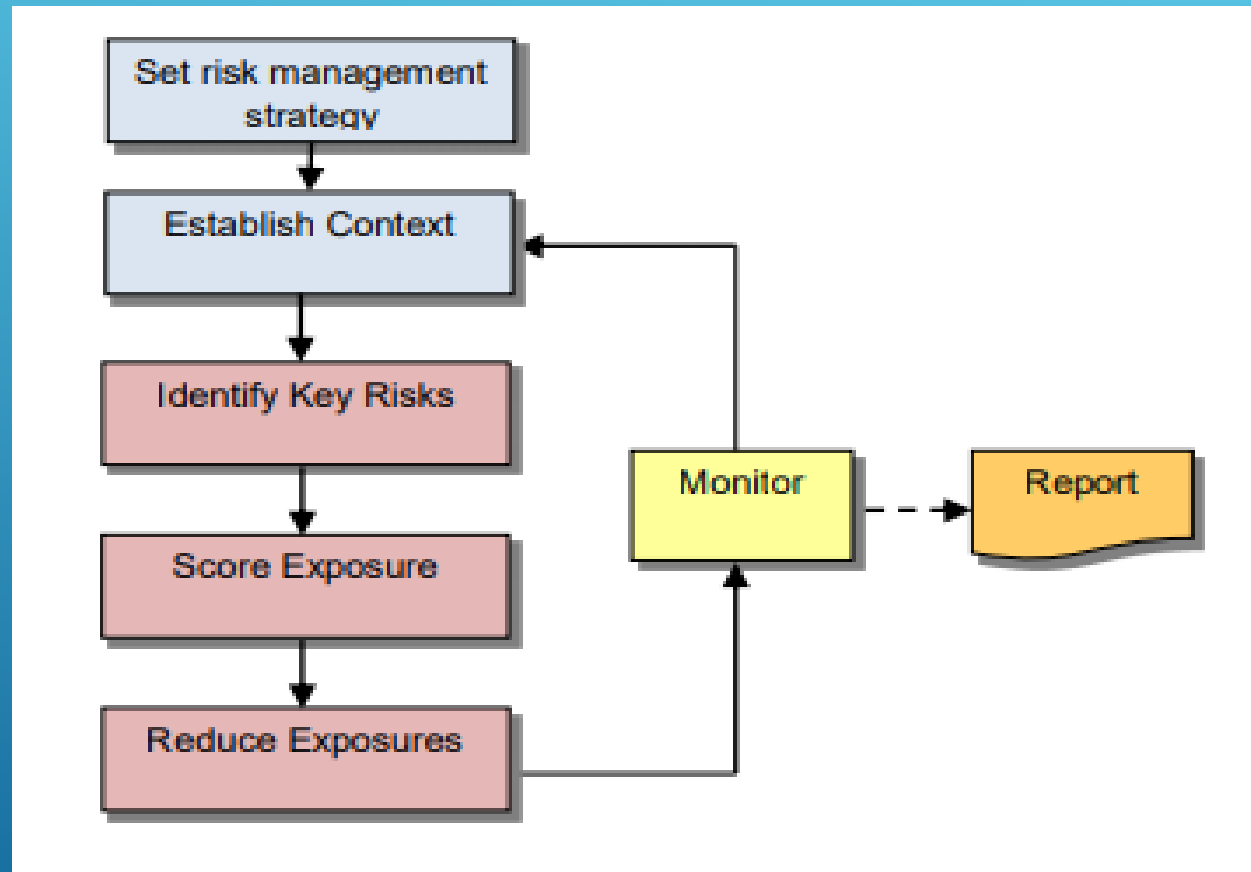 Set risk management
strategy
Establish Context
Identify Key Risks
Score Exposure
Reduce Exposures
Monitor
Report